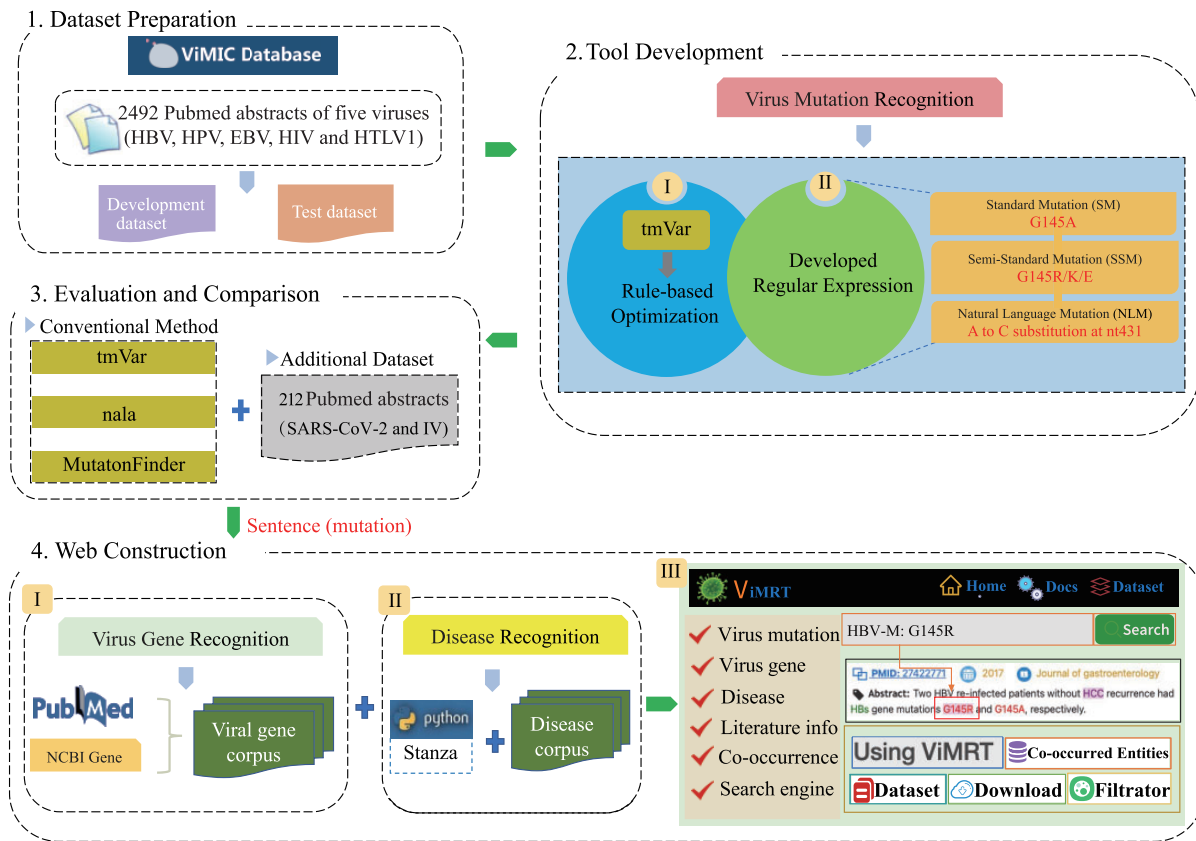 1. Dataset Preparation
ViMIC Database
2492 Pubmed abstracts of five viruses
(HBV, HPV, EBV, HIV and HTLV1)
Development
dataset
Test dataset
2. Tool Development
Virus Mutation Recognition
I
tmVar
Rule-based
Optimization
II
Developed
Regular Expression
Standard Mutation (SM)
G145A
Semi-Standard Mutation (SSM)
G145R/K/E
Natural Language Mutation (NLM)
A to C substitution at nt431
3. Evaluation and Comparison
Conventional Method
tmVar
nala
MutatonFinder
Additional Dataset
212 Pubmed abstracts
(SARS-CoV-2 and IV)
Sentence (mutation)
4. Web Construction
I
Virus Gene Recognition
PubMed
NCBI Gene
Viral gene
corpus
II
Disease Recognition
python
Stanza
Disease
corpus
III
ViMRT
Home
Docs
Dataset
Virus mutation
Virus gene
Disease
Literature info
Co-occurrence
Search engine
HBV-M: G145R
Search
PMID: 27422771
2017
Journal of gastroenterology
Abstract: Two HBV re-infected patients without HCC recurrence had
HBs gene mutations G145R and G145A, respectively.
Using ViMRT
Co-occurred Entities
Dataset
Download
Filtrator